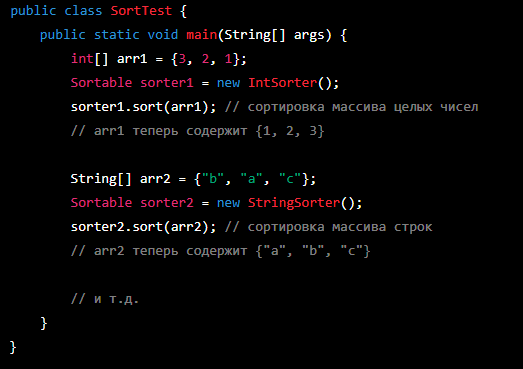 public class SortTest {
public static void main(String[] args) {
int[] arr1 = {3, 2, 1};
Sortable sorter1 = new IntSorter();
sorter1.sort(arr1); // сортировка массива целых чисел
// arr1 теперь содержит {1, 2, 3}
String[] arr2 = {"b", "a", "c"};
Sortable sorter2 = new StringSorter();
sorter2.sort(arr2); // сортировка массива строк
// arr2 теперь содержит {"a", "b", "c"}
// и т.д.
}
}